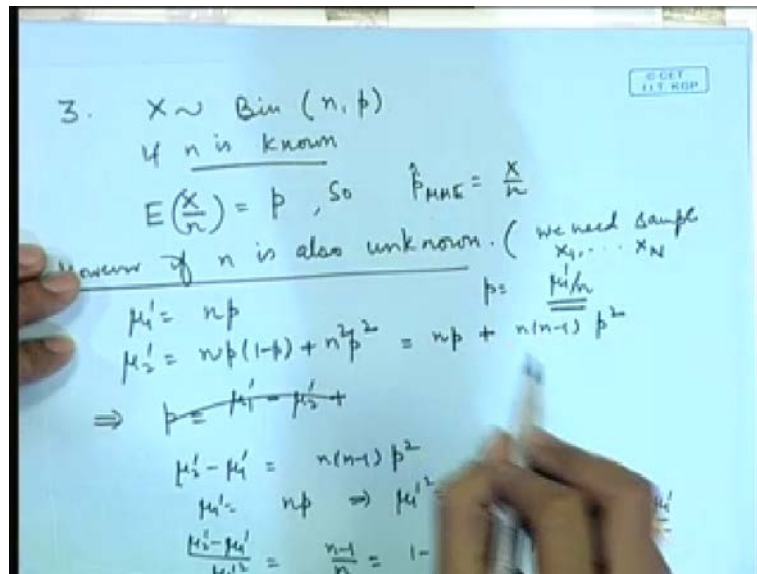 © CET
I.I.T. KGP
3. X ~ Bin (n, p)
If n is known
E(X/n) = p, So p̂_MME = X/n
However if n is also unknown. (we need sample
X₁, ... X_N
p = μ₁'/n
μ₁' = np
μ₂' = np(1-p) + n²p² = np + n(n-1) p²
⇒ p = μ₁' - μ₂' +
μ₂' - μ₁' = n(n-1) p²
μ₁' = np ⇒ μ₁'² =
(μ₂' - μ₁')/μ₁'² = (n-1)/n = 1-